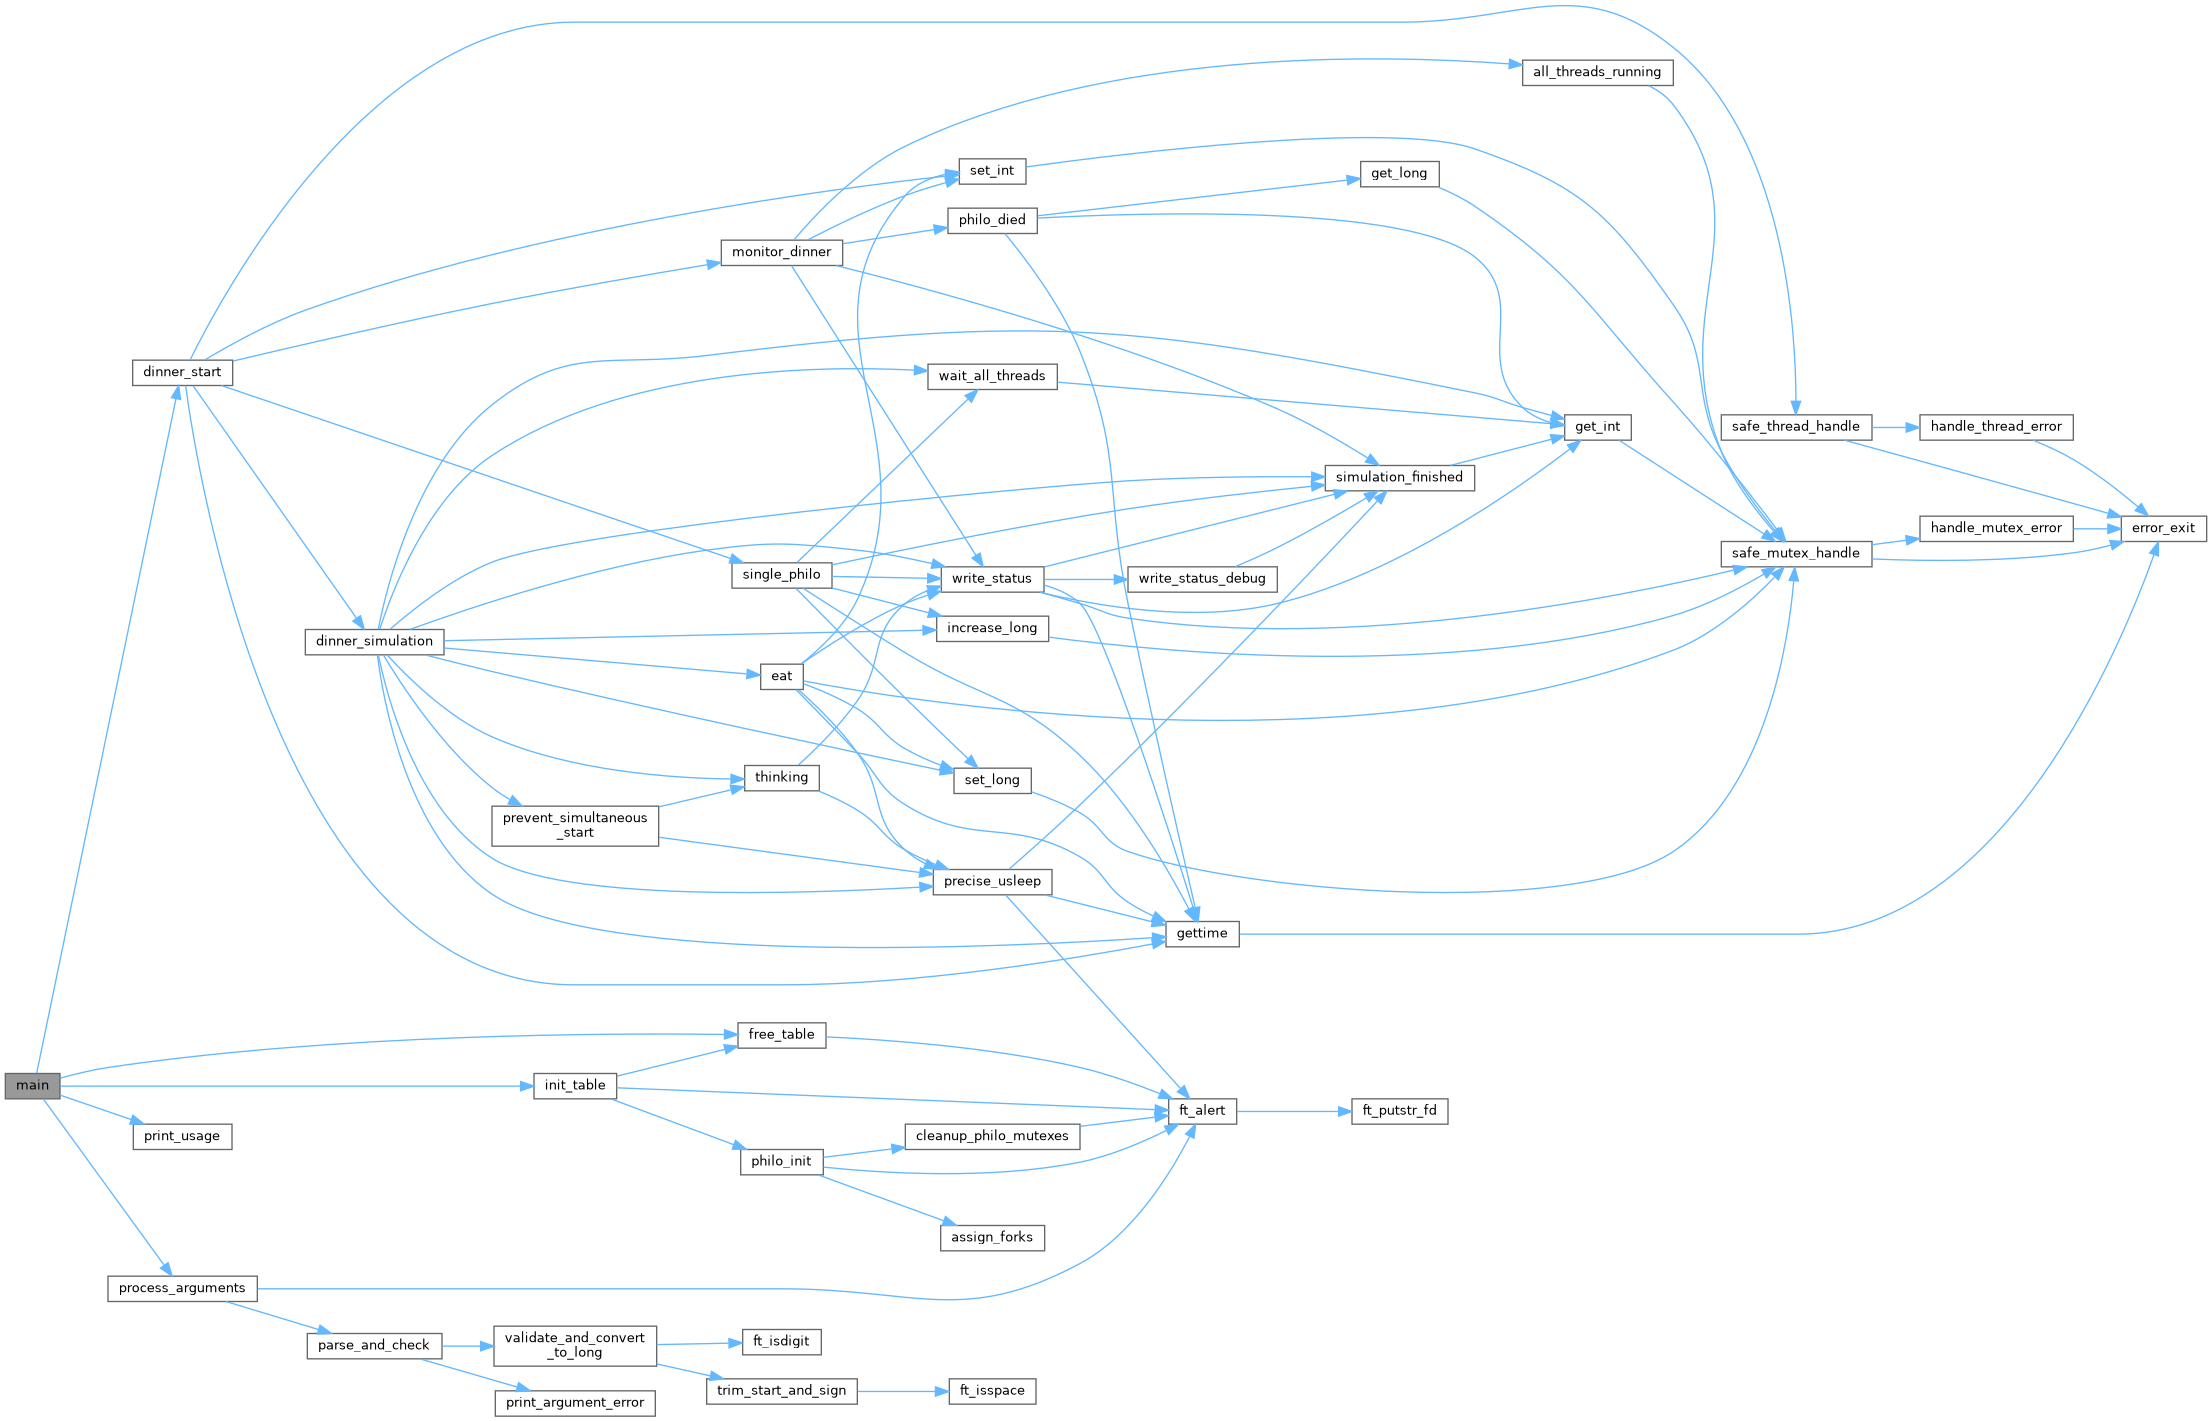 all_threads_running
set_int
get_long
philo_died
monitor_dinner
dinner_start
wait_all_threads
get_int
safe_thread_handle
handle_thread_error
simulation_finished
handle_mutex_error
error_exit
safe_mutex_handle
single_philo
write_status
write_status_debug
increase_long
dinner_simulation
eat
thinking
set_long
prevent_simultaneous
_start
precise_usleep
gettime
free_table
main
init_table
ft_alert
ft_putstr_fd
print_usage
cleanup_philo_mutexes
philo_init
assign_forks
process_arguments
parse_and_check
validate_and_convert
_to_long
ft_isdigit
trim_start_and_sign
ft_isspace
print_argument_error